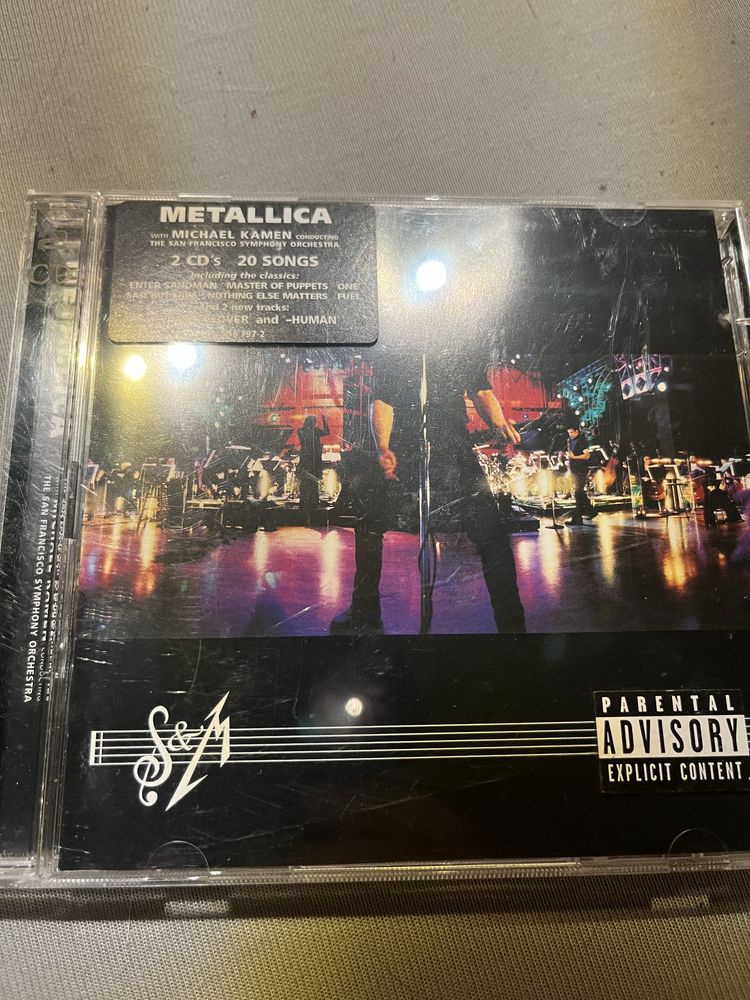 METALLICA
WITH MICHAEL KAMEN CONDUCTING
THE SAN FRANCISCO SYMPHONY ORCHESTRA
2 CD's 20 SONGS
Including the classics:
ENTER SANDMAN MASTER OF PUPPETS ONE
NOTHING ELSE MATTERS FUEL
2 new tracks:
and -HUMAN
797-2
THE SAN FRANCISCO SYMPHONY ORCHESTRA
S&M
PARENTAL
ADVISORY
EXPLICIT CONTENT